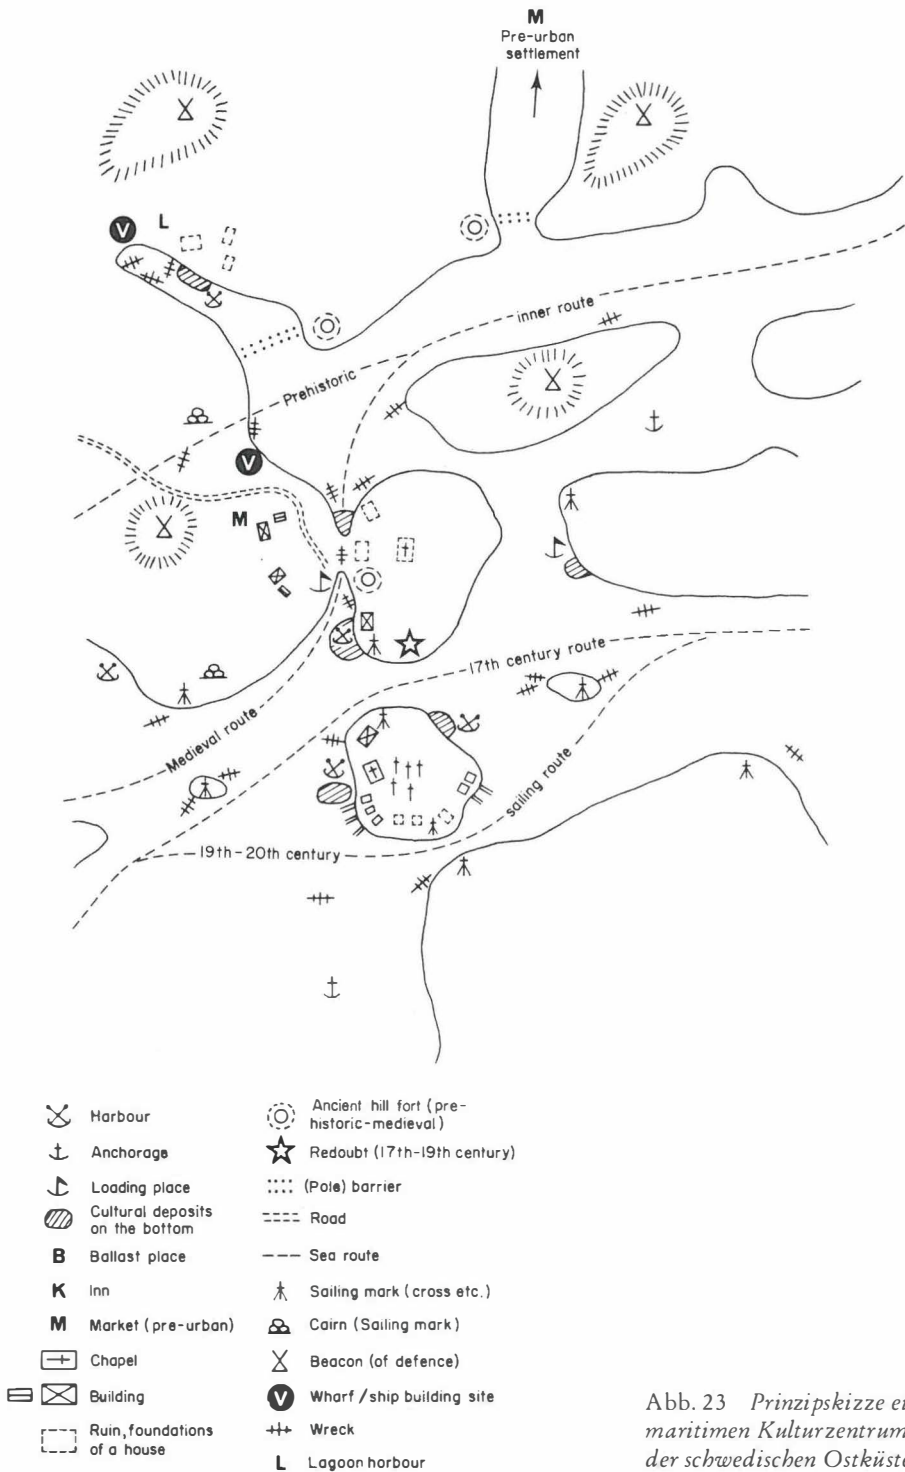 M
Pre-urban
settlement
V
L
inner route
Prehistoric
V
M
17th century route
Medieval route
sailing route
19th-20th century
Harbour
Anchorage
Loading place
Cultural deposits
on the bottom
B Ballast place
K Inn
M Market (pre-urban)
Chapel
Building
Ruin, foundations
of a house
Ancient hill fort (pre-
historic-medieval)
Redoubt (17th-19th century)
(Pole) barrier
Road
Sea route
Sailing mark (cross etc.)
Cairn (Sailing mark)
Beacon (of defence)
V Wharf/ship building site
Wreck
L Lagoon horbour
Abb. 23 Prinzipskizze
maritimen Kulturzentrum
der schwedischen Ostküste